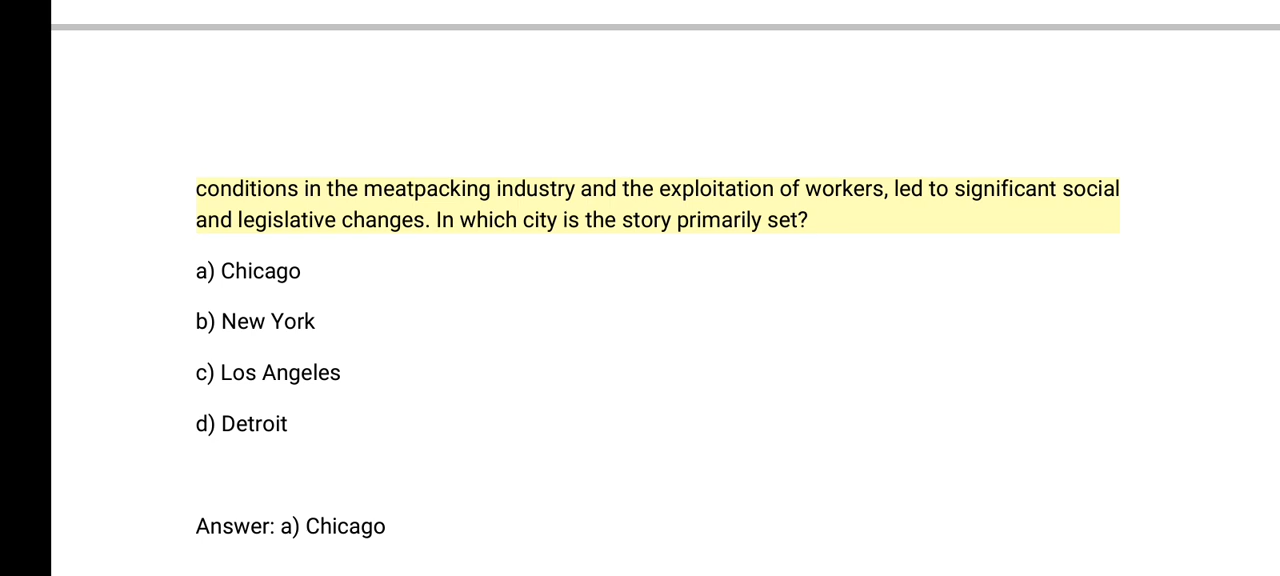 conditions in the meatpacking industry and the exploitation of workers, led to significant social
and legislative changes. In which city is the story primarily set?
a) Chicago
b) New York
c) Los Angeles
d) Detroit
Answer: a) Chicago